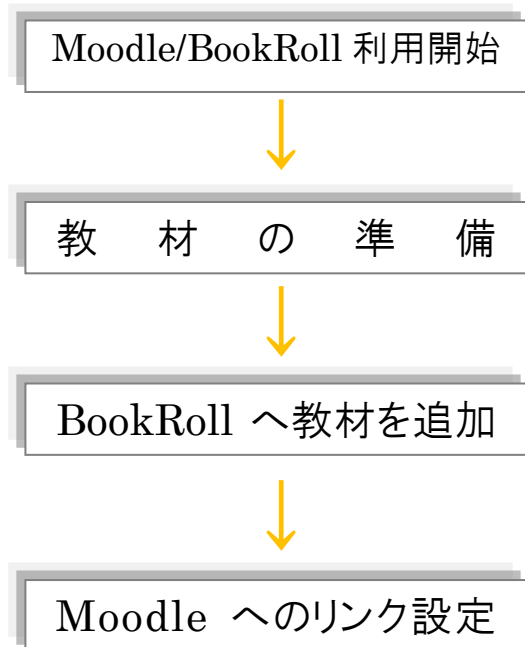 Moodle/BookRoll 利用開始
教材の準備
BookRoll へ教材を追加
Moodle へのリンク設定